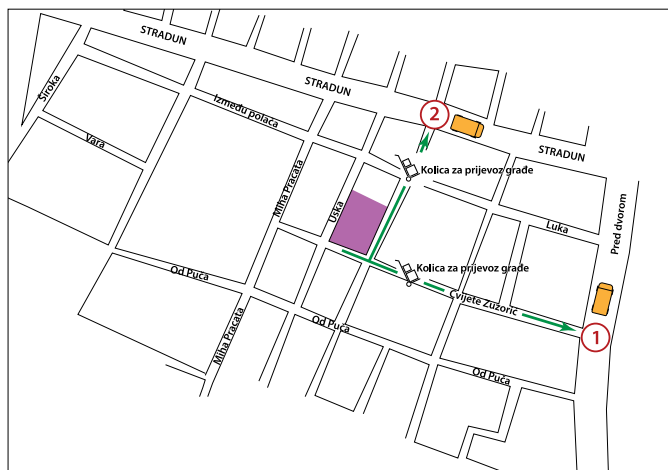 STRADUN
STRADUN
Široka
Između polača
2
STRADUN
Vara
Kolica za prijevoz građe
Miha Pracata
Uska
Luka
Pred dvorom
Od Puča
Kolica za prijevoz građe
Cvijete Zuzorić
Od Puča
1
Miha Pracata
Od Puča